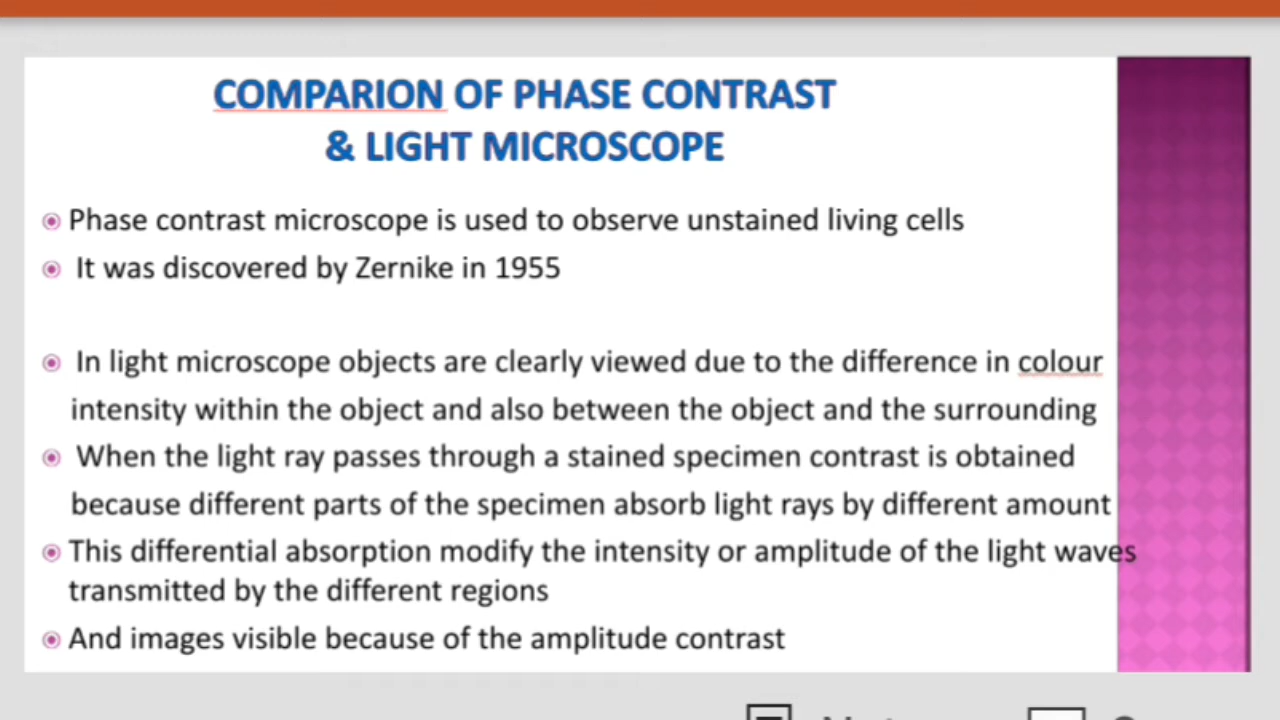 COMPARION OF PHASE CONTRAST
& LIGHT MICROSCOPE
Phase contrast microscope is used to observe unstained living cells
It was discovered by Zernike in 1955
In light microscope objects are clearly viewed due to the difference in colour
intensity within the object and also between the object and the surrounding
When the light ray passes through a stained specimen contrast is obtained
because different parts of the specimen absorb light rays by different amount
This differential absorption modify the intensity or amplitude of the light waves
transmitted by the different regions
And images visible because of the amplitude contrast